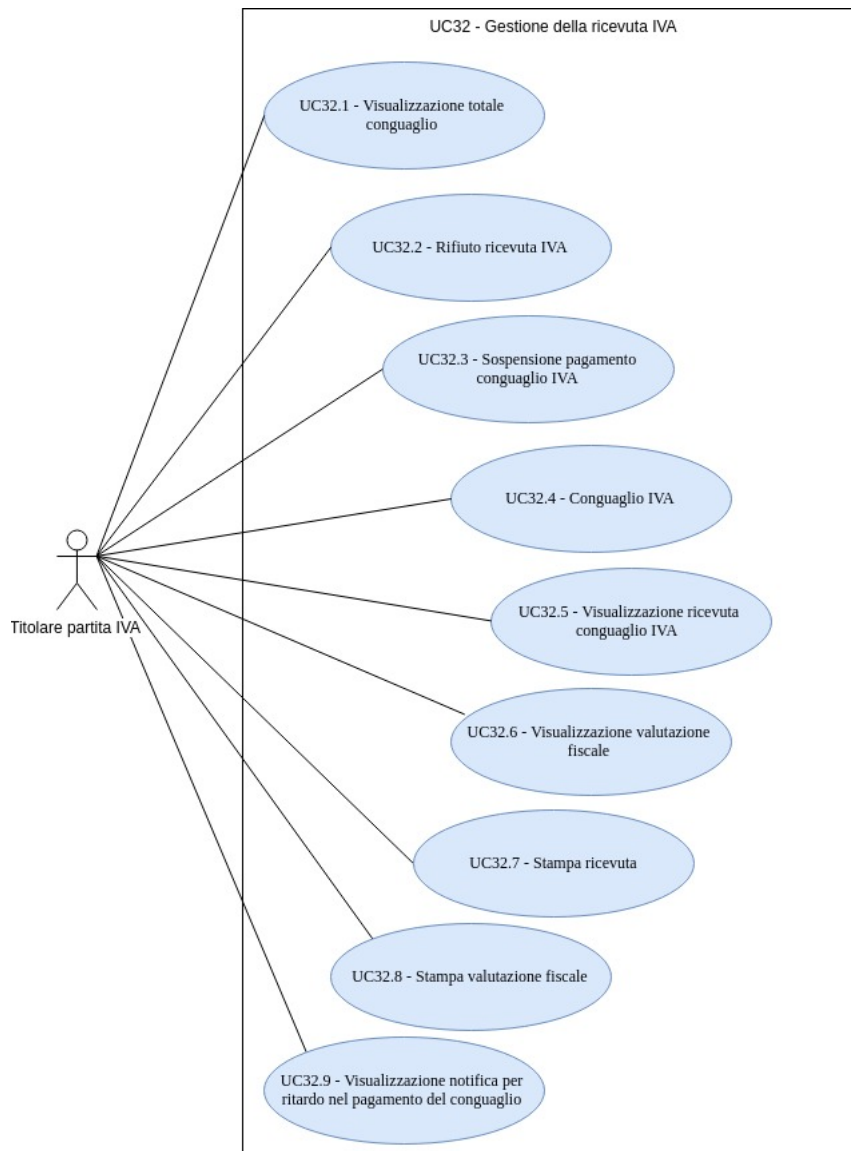 UC32 - Gestione della ricevuta IVA
UC32.1 - Visualizzazione totale
conguaglio
UC32.2 - Rifiuto ricevuta IVA
UC32.3 - Sospensione pagamento
conguaglio IVA
UC32.4 - Conguaglio IVA
UC32.5 - Visualizzazione ricevuta
conguaglio IVA
Titolare partita IVA
UC32.6 - Visualizzazione valutazione
fiscale
UC32.7 - Stampa ricevuta
UC32.8 - Stampa valutazione fiscale
UC32.9 - Visualizzazione notifica per
ritardo nel pagamento del conguaglio